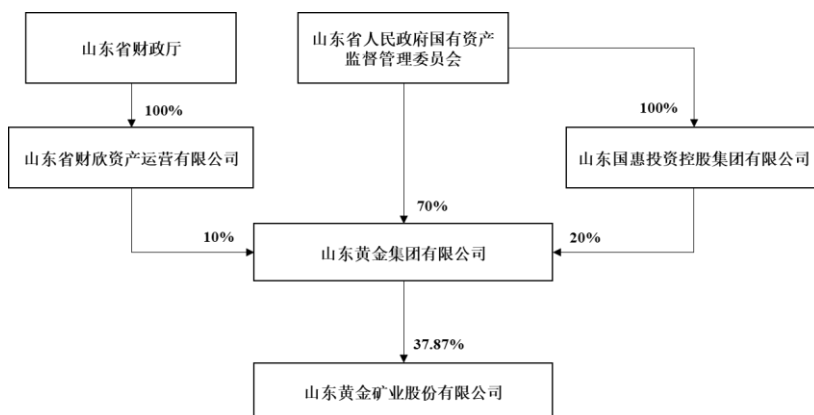 山东省财政厅
山东省人民政府国有资产
监督管理委员会
100%
100%
山东省财欣资产运营有限公司
山东国惠投资控股集团有限公司
70%
10%
20%
山东黄金集团有限公司
37.87%
山东黄金矿业股份有限公司